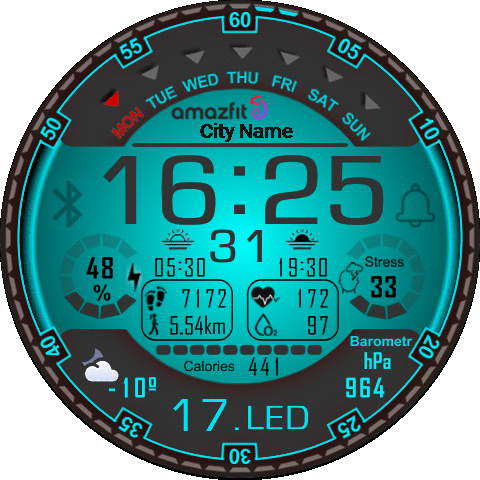 60
55
05
50
10
MON TUE WED THU FRI SAT SUN
amazfit
City Name
16:25
31
05:30
19:30
48
%
Stress
33
7172
172
5.54km
O2
97
Calories
441
40
20
Barometr
hPa
964
-10º
17.LED
35
25
30